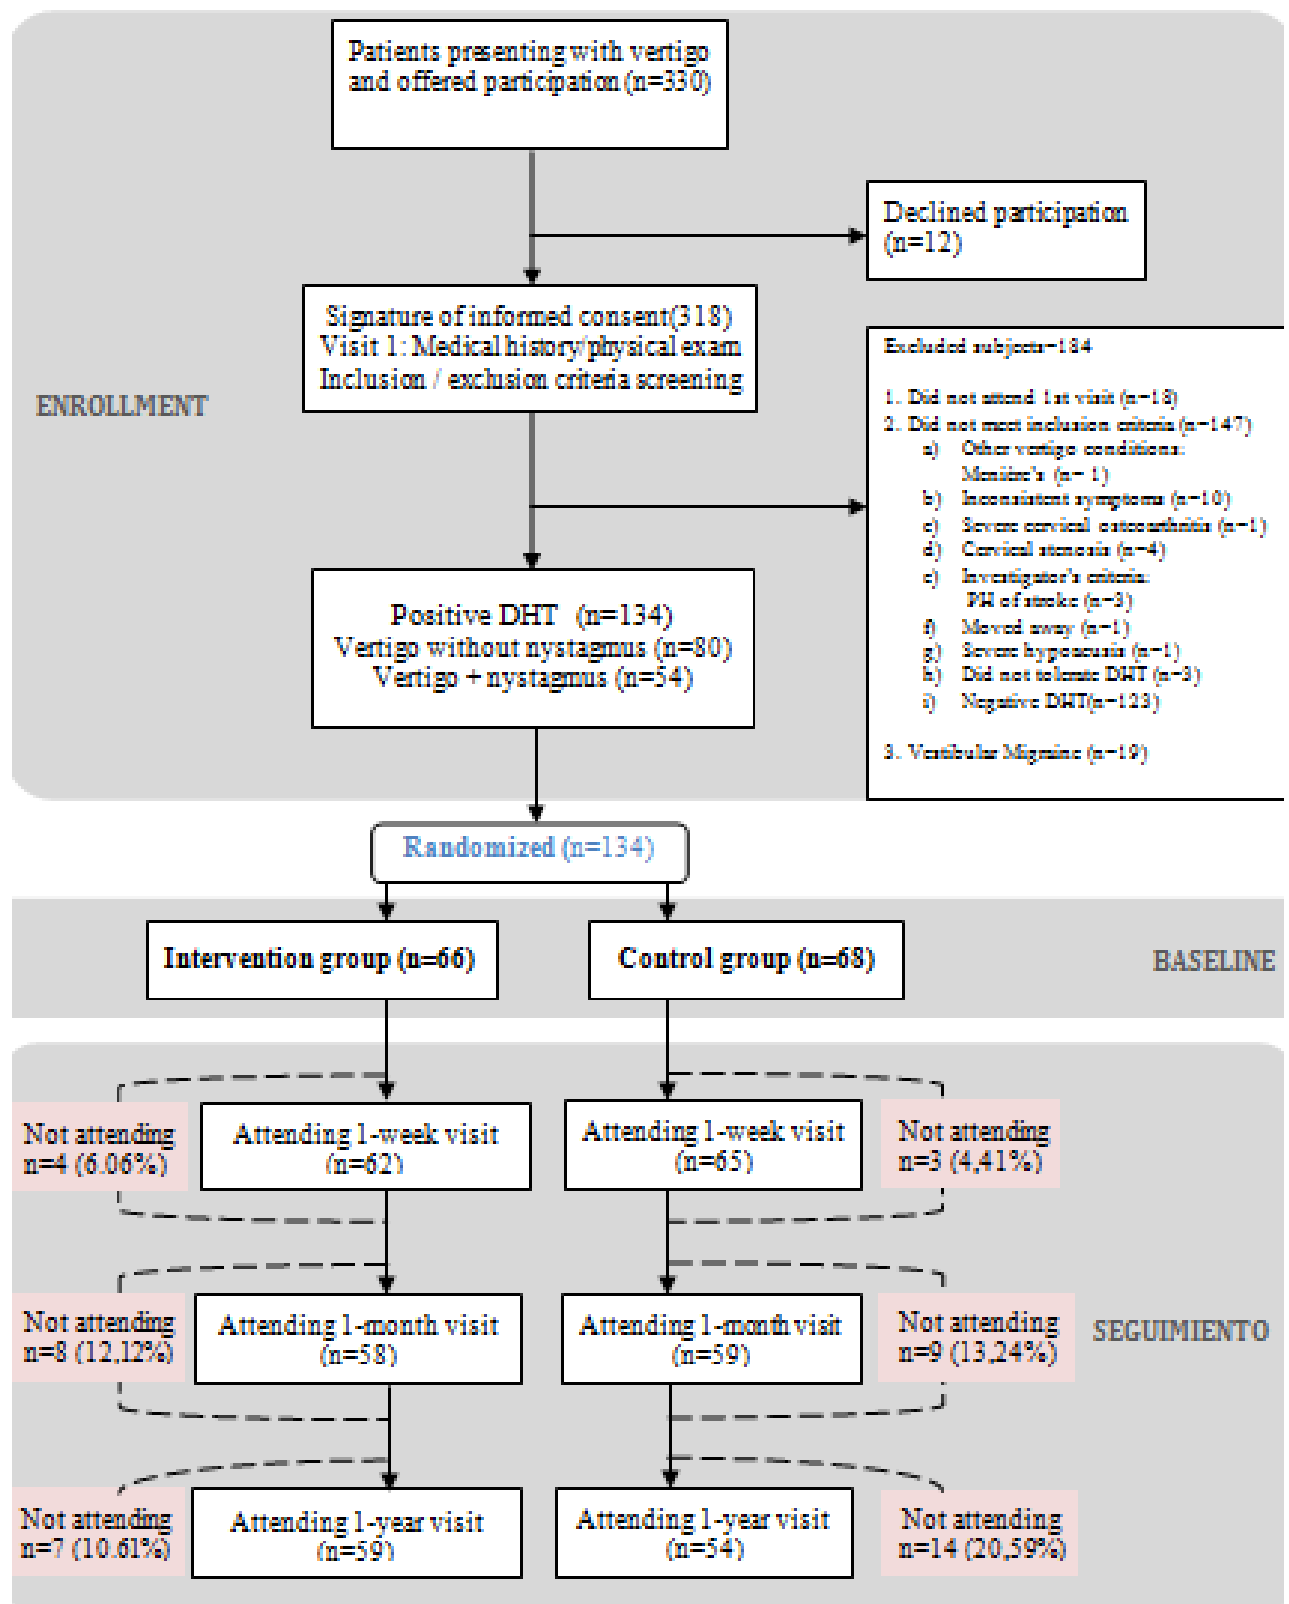 Patients presenting with vertigo
and offered participation (n=330)
Declined participation
(n=12)
Signature of informed consent(318)
Visit 1: Medical history/physical exam
Inclusion / exclusion criteria screening
ENROLLMENT
Excluded subjects=184
1. Did not attend 1st visit (n=18)
2. Did not meet inclusion criteria (n=147)
a) Other vertigo conditions:
Menière's (n= 1)
b) Inconsistent symptoms (n=10)
c) Severe cervical osteoarthritis (n=1)
d) Cervical stenosis (n=4)
e) Investigator's criteria:
PH of stroke (n=3)
f) Moved away (n=1)
g) Severe hypoacusis (n=1)
h) Did not tolerate DHT (n=3)
i) Negative DHT(n=123)
3. Vestibular Migraine (n=19)
Positive DHT (n=134)
Vertigo without nystagmus (n=80)
Vertigo + nystagmus (n=54)
Randomized (n=134)
Intervention group (n=66)
Control group (n=68)
BASELINE
Not attending
n=4 (6.06%)
Attending 1-week visit
(n=62)
Attending 1-week visit
(n=65)
Not attending
n=3 (4,41%)
Not attending
n=8 (12,12%)
Attending 1-month visit
(n=58)
Attending 1-month visit
(n=59)
Not attending
n=9 (13,24%)
SEGUIMIENTO
Not attending
n=7 (10.61%)
Attending 1-year visit
(n=59)
Attending 1-year visit
(n=54)
Not attending
n=14 (20,59%)